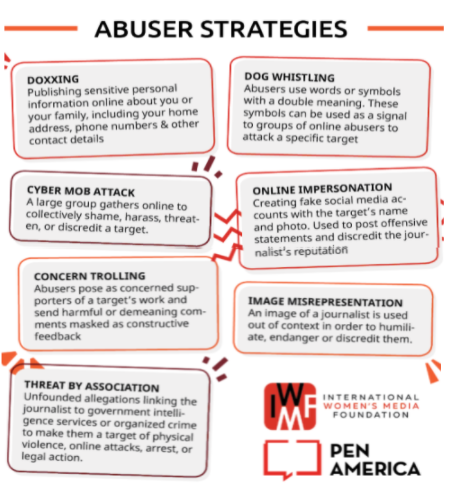 ABUSER STRATEGIES
DOXXING
Publishing sensitive personal
information online about you or
your family, including your home
address, phone numbers & other
contact details
DOG WHISTLING
Abusers use words or symbols
with a double meaning. These
symbols can be used as a signal
to groups of online abusers to
attack a specific target
CYBER MOB ATTACK
A large group gathers online to
collectively shame, harass, threat-
en, or discredit a target.
ONLINE IMPERSONATION
Creating fake social media ac-
counts with the target's name
and photo. Used to post offensive
statements and discredit the jour-
nalist's reputation
CONCERN TROLLING
Abusers pose as concerned sup-
porters of a target's work and
send harmful or demeaning com-
ments masked as constructive
feedback
IMAGE MISREPRESENTATION
An image of a journalist is used
out of context in order to humili-
ate, endanger or discredit them.
THREAT BY ASSOCIATION
Unfounded allegations linking the
journalist to government intelli-
gence services or organized crime
to make them a target of physical
violence, online attacks, arrest, or
legal action.
IWMF
INTERNATIONAL
WOMEN'S MEDIA
FOUNDATION
PEN
AMERICA